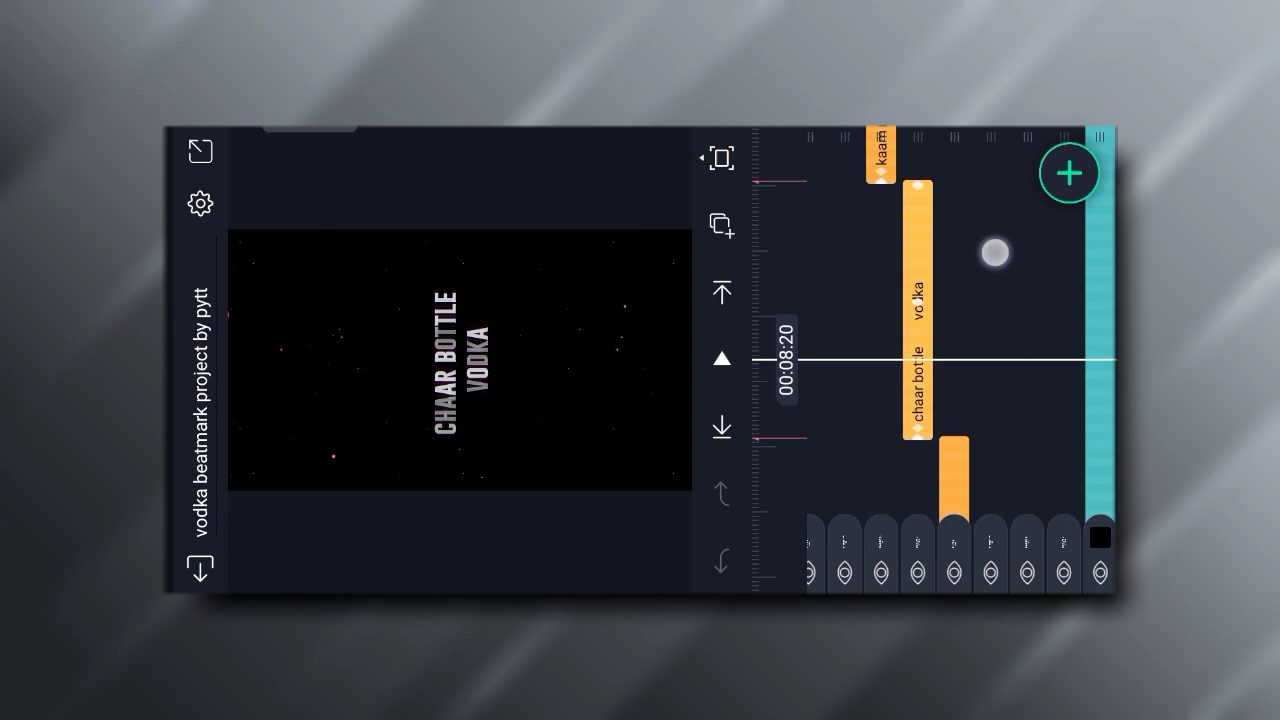 vodka beatmark project by pytt
CHAAR BOTTLE
VODKA
00:08:20
kaam
chaar bottle vodka